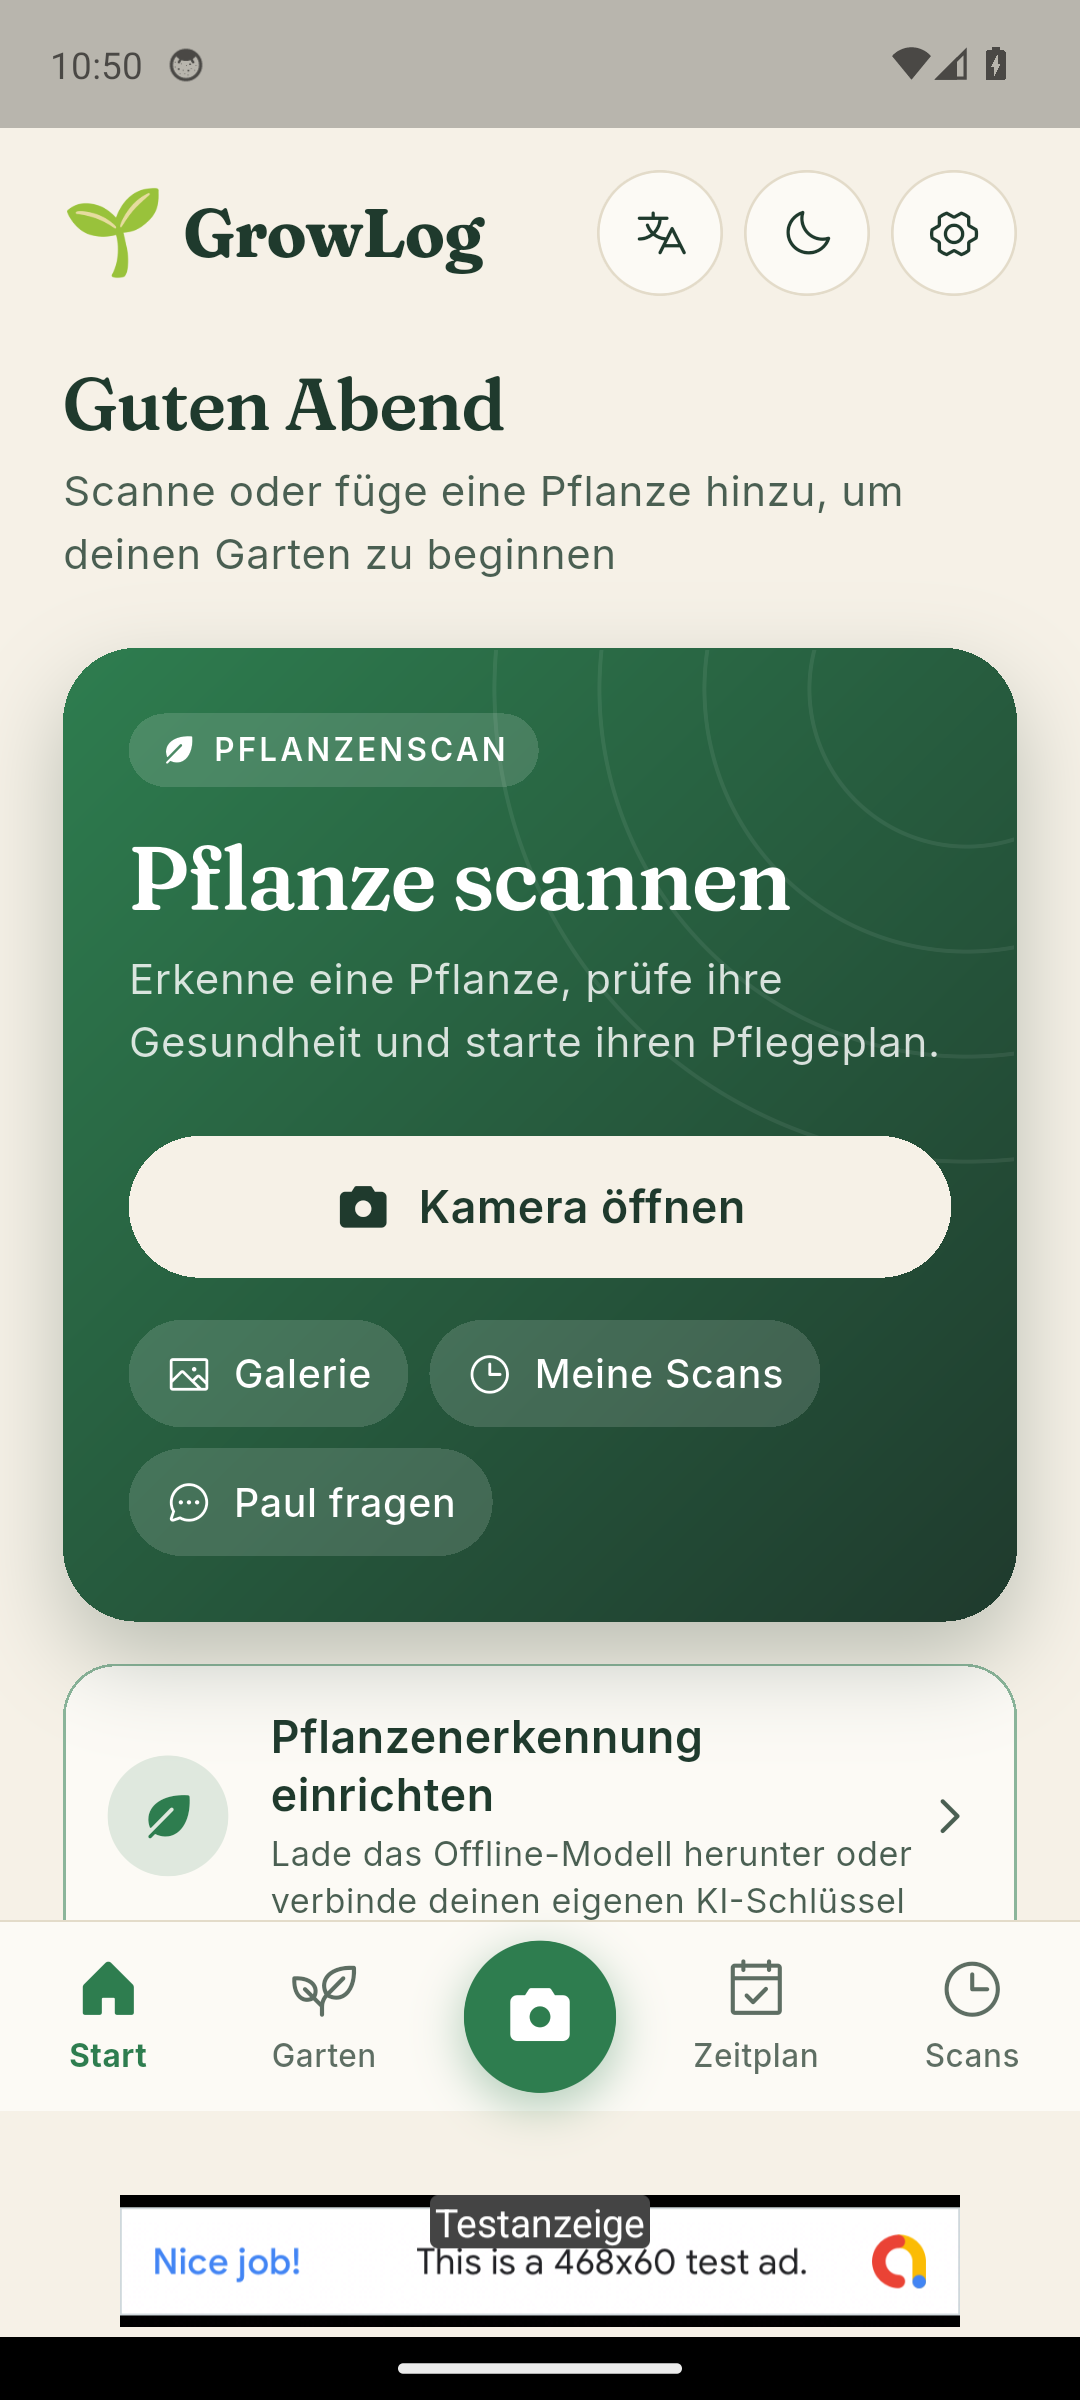 10:50
GrowLog
Guten Abend
Scanne oder füge eine Pflanze hinzu, um
deinen Garten zu beginnen
PFLANZENSCAN
Pflanze scannen
Erkenne eine Pflanze, prüfe ihre
Gesundheit und starte ihren Pflegeplan.
Kamera öffnen
Galerie
Meine Scans
Paul fragen
Pflanzenerkennung
einrichten
Lade das Offline-Modell herunter oder
verbinde deinen eigenen KI-Schlüssel
Start
Garten
Zeitplan
Scans
Testanzeige
Nice job!
This is a 468x60 test ad.